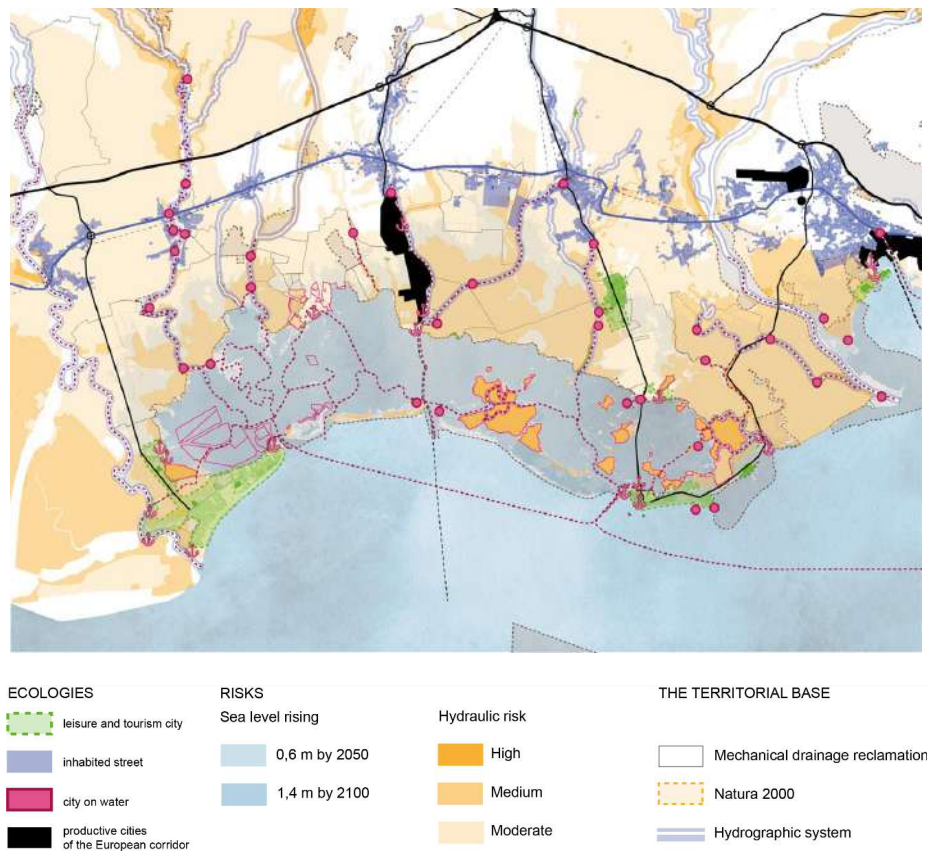 ECOLOGIES
leisure and tourism city
inhabited street
city on water
productive cities
of the European corridor
RISKS
Sea level rising
0,6 m by 2050
1,4 m by 2100
Hydraulic risk
High
Medium
Moderate
THE TERRITORIAL BASE
Mechanical drainage reclamation
Natura 2000
Hydrographic system